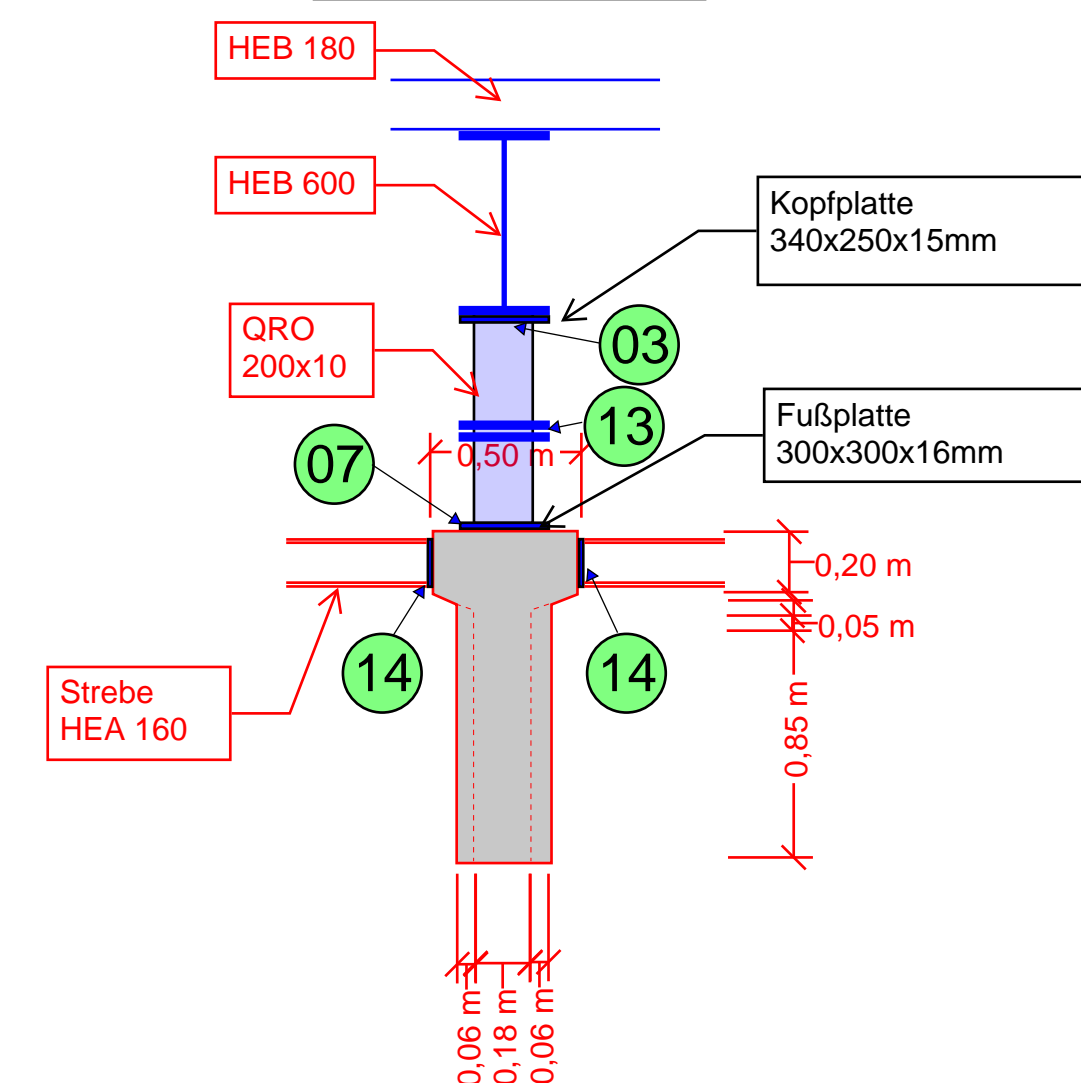 HEB 180
HEB 600
Kopfplatte
340x250x15mm
QRO
200x10
03
Fußplatte
300x300x16mm
13
07
0,50 m
0,20 m
0,05 m
14
14
Strebe
HEA 160
0,85 m
0,06 m
0,18 m
0,06 m